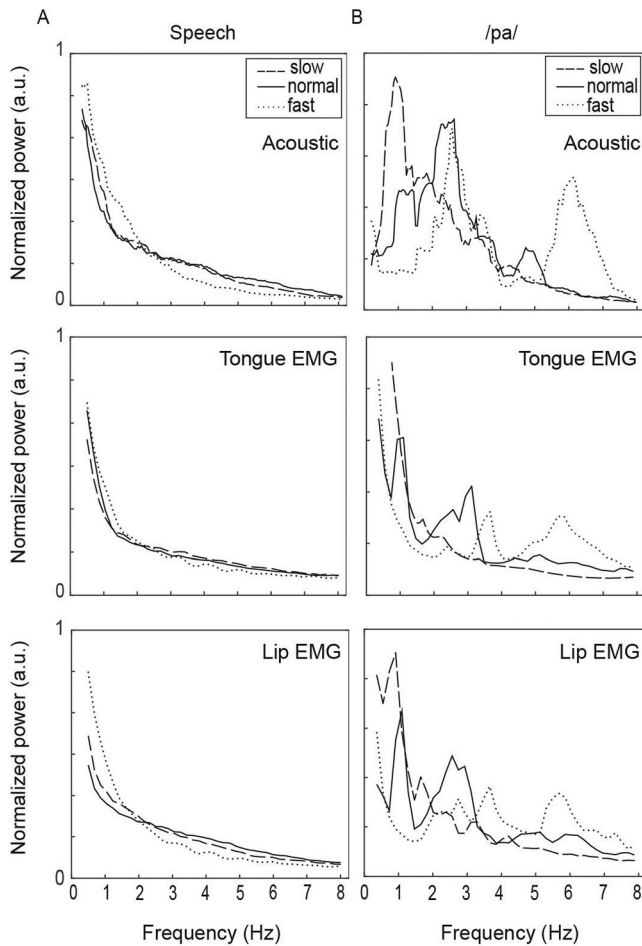 A
B
Speech
/pa/
1
slow
normal
fast
Acoustic
slow
normal
fast
Acoustic
Normalized power (a.u.)
0
1
Tongue EMG
Tongue EMG
Normalized power (a.u.)
0
1
Lip EMG
Lip EMG
Normalized power (a.u.)
0
0 1 2 3 4 5 6 7 8
0 1 2 3 4 5 6 7 8
Frequency (Hz)
Frequency (Hz)